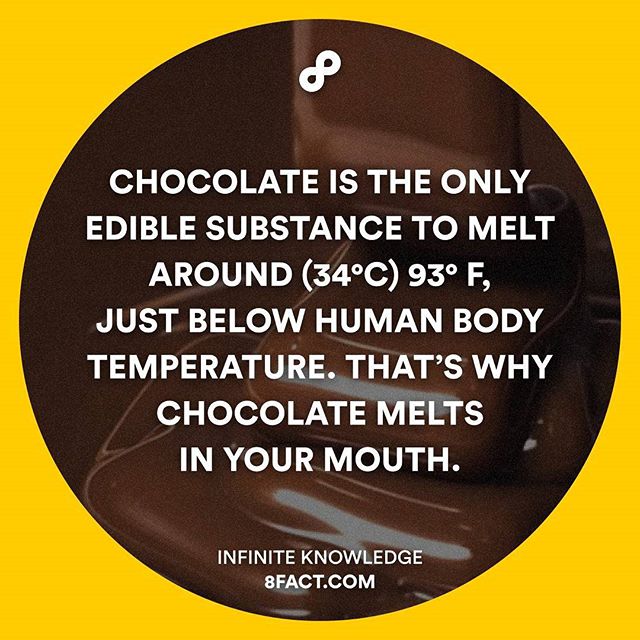 CHOCOLATE IS THE ONLY
EDIBLE SUBSTANCE TO MELT
AROUND (34°C) 93° F,
JUST BELOW HUMAN BODY
TEMPERATURE. THAT'S WHY
CHOCOLATE MELTS
IN YOUR MOUTH.
INFINITE KNOWLEDGE
8FACT.COM